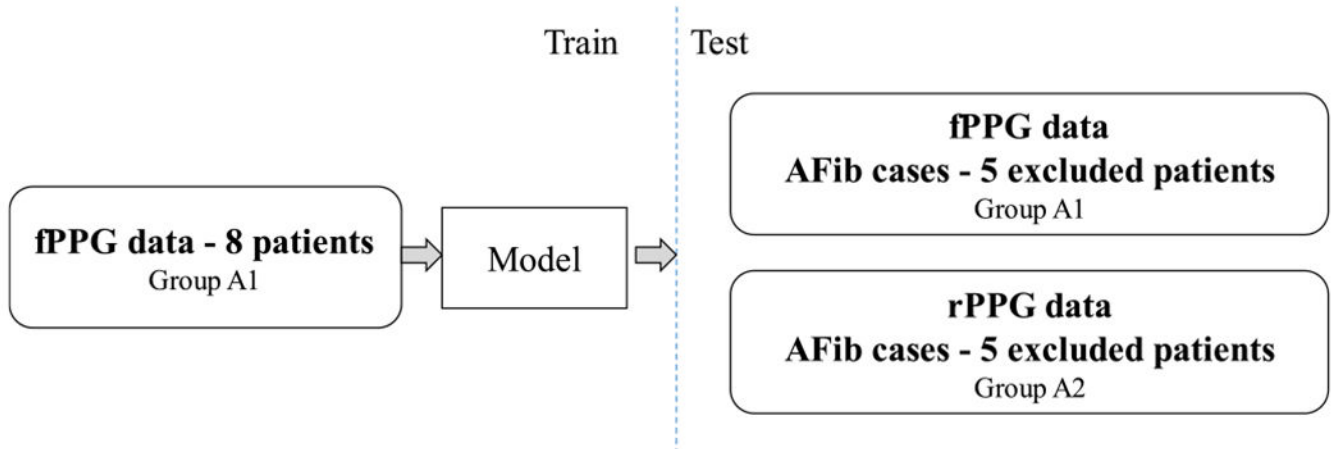 Train
Test
fPPG data - 8 patients
Group A1
Model
fPPG data
AFib cases - 5 excluded patients
Group A1
rPPG data
AFib cases - 5 excluded patients
Group A2